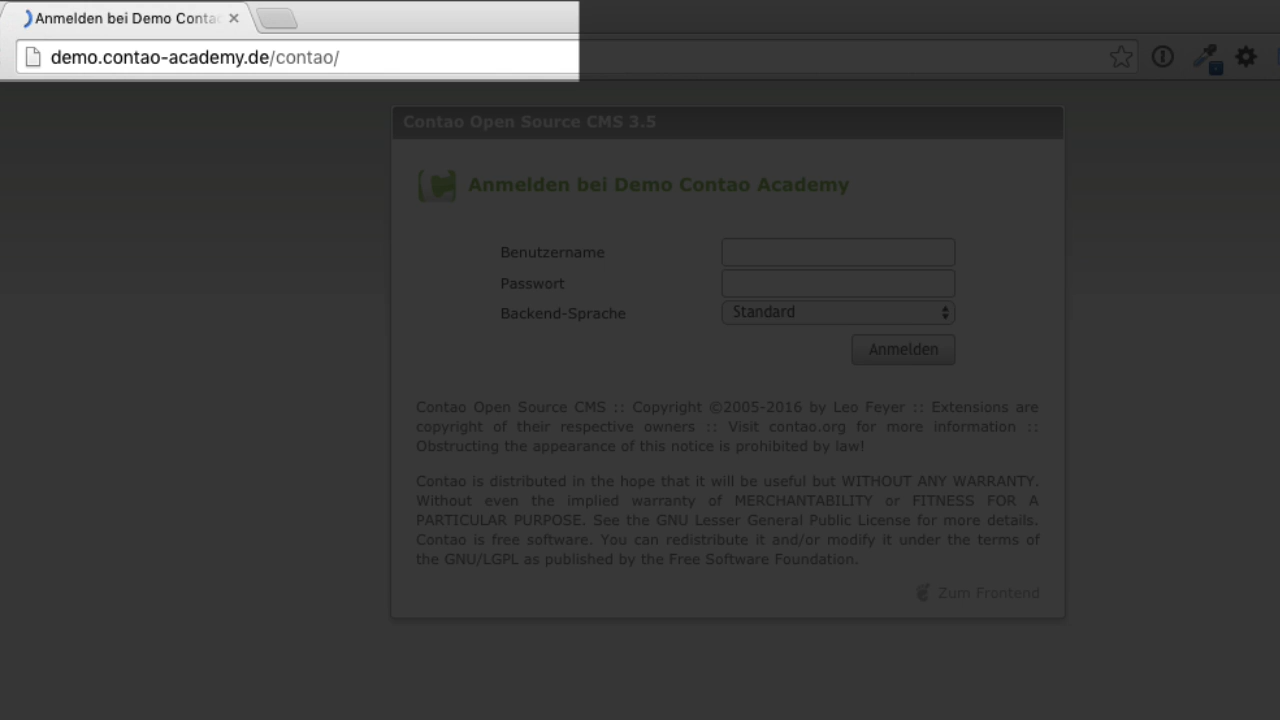 Anmelden bei Demo Conta
demo.contao-academy.de/contao/
Contao Open Source CMS 3.5
Anmelden bei Demo Contao Academy
Benutzername
Passwort
Backend-Sprache
Standard
Anmelden
Contao Open Source CMS :: Copyright ©2005-2016 by Leo Feyer :: Extensions are
copyright of their respective owners :: Visit contao.org for more information ::
Obstructing the appearance of this notice is prohibited by law!
Contao is distributed in the hope that it will be useful but WITHOUT ANY WARRANTY.
Without even the implied warranty of MERCHANTABILITY or FITNESS FOR A
PARTICULAR PURPOSE. See the GNU Lesser General Public License for more details.
Contao is free software. You can redistribute it and/or modify it under the terms of
the GNU/LGPL as published by the Free Software Foundation.
Zum Frontend